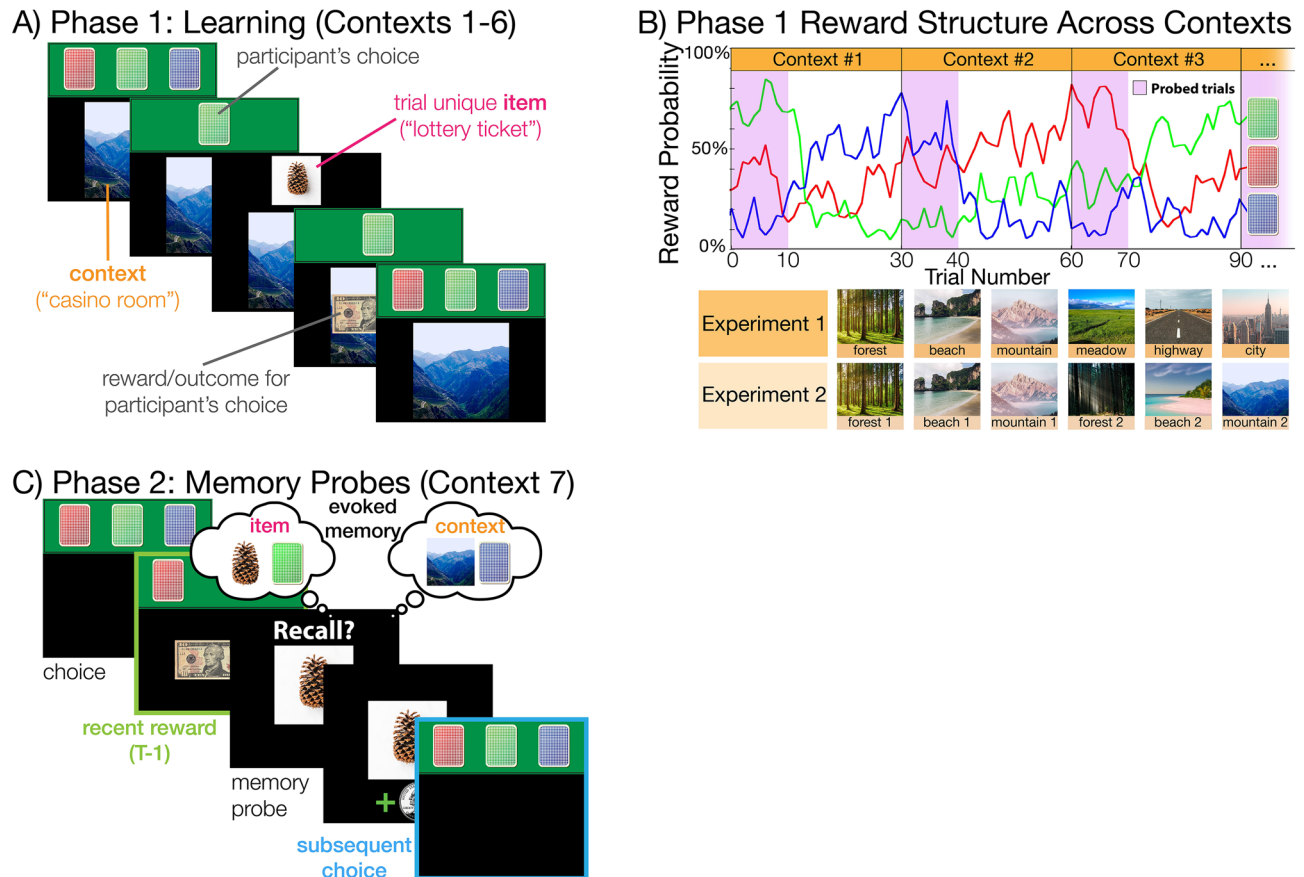 A) Phase 1: Learning (Contexts 1-6)
participant's choice
trial unique item
("lottery ticket")
context
("casino room")
reward/outcome for
participant's choice
B) Phase 1 Reward Structure Across Contexts
Reward Probability
100%
50%
0%
Context #1
Context #2
Context #3
...
Probed trials
0
10
30
40
60
70
90
...
Trial Number
Experiment 1
forest
beach
mountain
meadow
highway
city
Experiment 2
forest 1
beach 1
mountain 1
forest 2
beach 2
mountain 2
C) Phase 2: Memory Probes (Context 7)
evoked
memory
item
context
Recall?
choice
recent reward
(T-1)
memory
probe
+
subsequent
choice